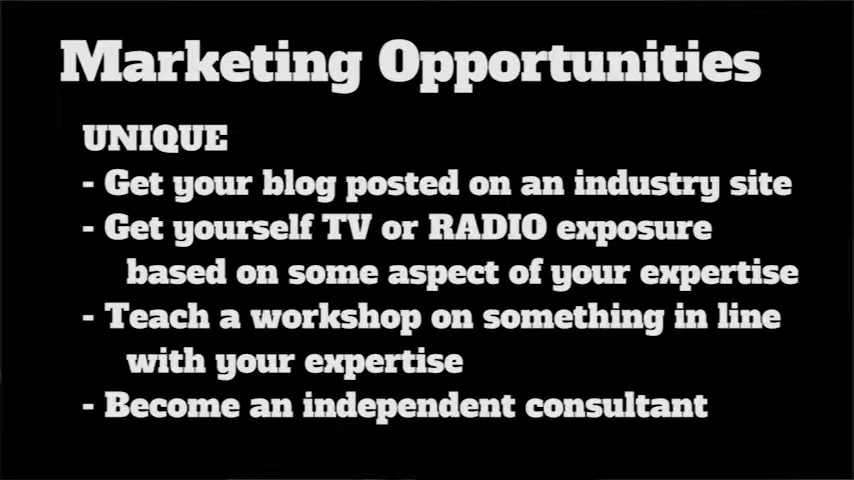 Marketing Opportunities
UNIQUE
- Get your blog posted on an industry site
- Get yourself TV or RADIO exposure
based on some aspect of your expertise
- Teach a workshop on something in line
with your expertise
- Become an independent consultant